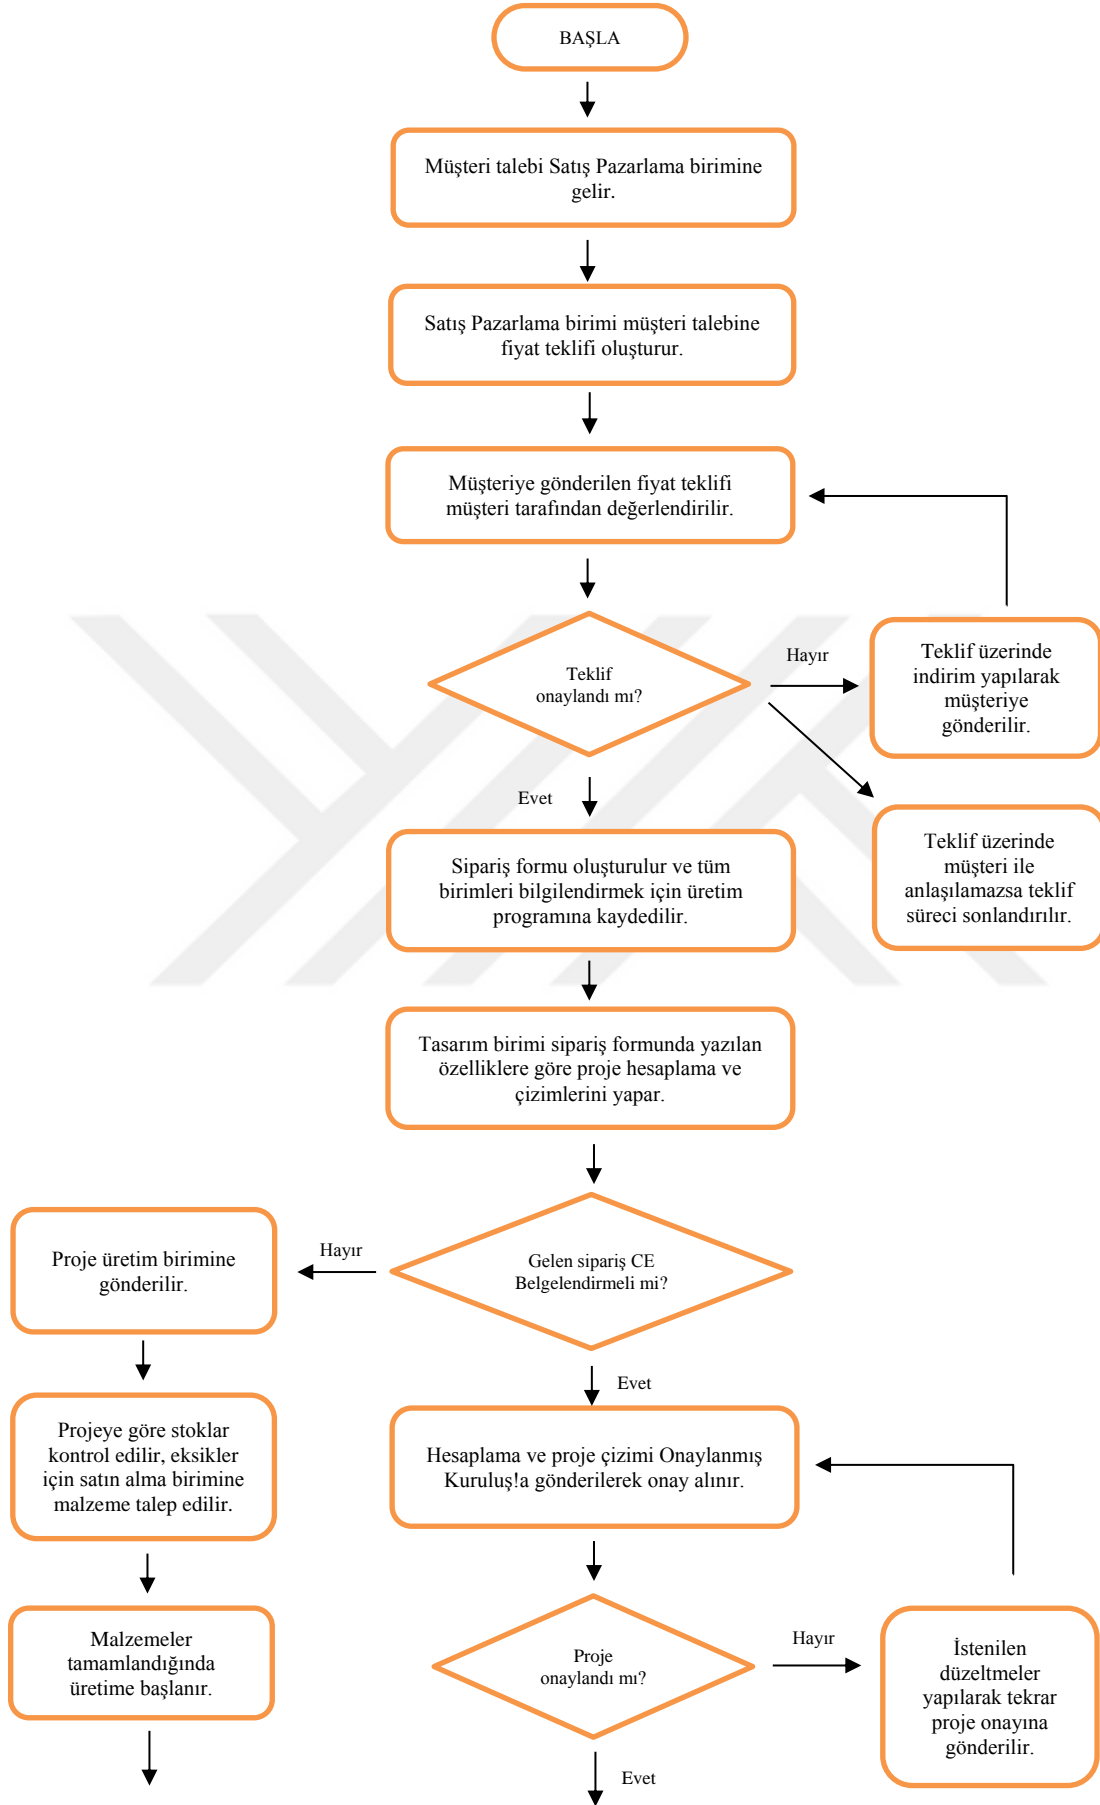 BAŞLA
Müşteri talebi Satış Pazarlama birimine
gelir.
Satış Pazarlama birimi müşteri talebine
fiyat teklifi oluşturur.
Müşteriye gönderilen fiyat teklifi
müşteri tarafından değerlendirilir.
Teklif
onaylandı mı?
Hayır
Teklif üzerinde
indirim yapılarak
müşteriye
gönderilir.
Teklif üzerinde
müşteri ile
anlaşılamazsa teklif
süreci sonlandırılır.
Evet
Sipariş formu oluşturulur ve tüm
birimleri bilgilendirmek için üretim
programına kaydedilir.
Tasarım birimi sipariş formunda yazılan
özelliklere göre proje hesaplama ve
çizimlerini yapar.
Gelen sipariş CE
Belgelendirmeli mi?
Hayır
Proje üretim birimine
gönderilir.
Projeye göre stoklar
kontrol edilir, eksikler
için satın alma birimine
malzeme talep edilir.
Malzemeler
tamamlandığında
üretime başlanır.
Evet
Hesaplama ve proje çizimi Onaylanmış
Kuruluş!a gönderilerek onay alınır.
Proje
onaylandı mı?
Hayır
İstenilen
düzeltmeler
yapılarak tekrar
proje onayına
gönderilir.
Evet